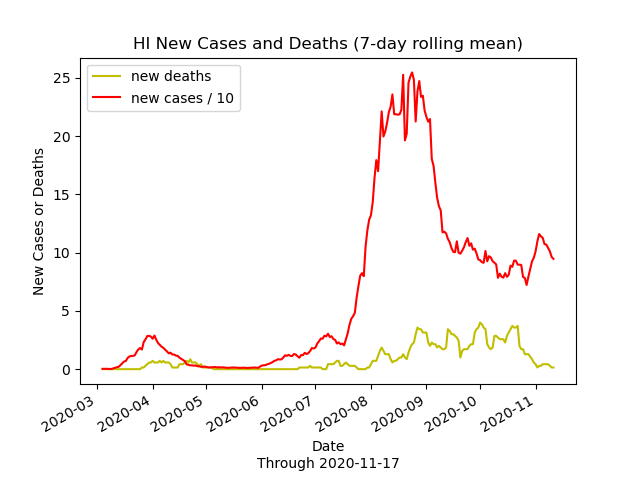 HI New Cases and Deaths (7-day rolling mean)
new deaths
new cases / 10
New Cases or Deaths
25
20
15
10
5
0
2020-03
2020-04
2020-05
2020-06
2020-07
2020-08
2020-09
2020-10
2020-11
Date
Through 2020-11-17